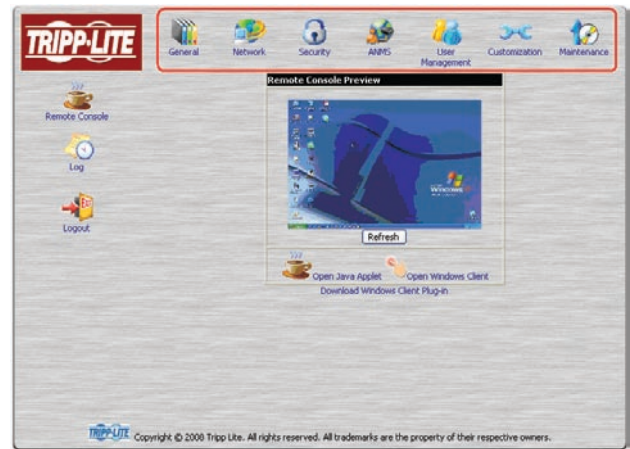 TRIPP·LITE
General
Network
Security
ANMS
User
Management
Customization
Maintenance
Remote Console
Log
Logout
Remote Console Preview
Windows
Refresh
Open Java Applet
Open Windows Client
Download Windows Client Plug-in
TRIPP·LITE Copyright © 2008 Tripp Lite. All rights reserved. All trademarks are the property of their respective owners.